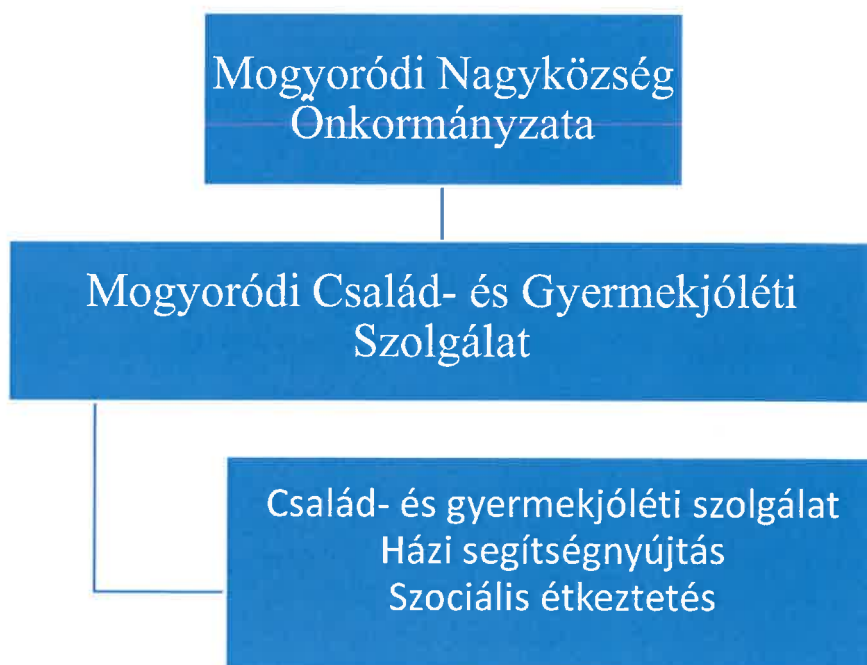 Mogyoródi Nagyközség
Önkormányzata
Mogyoródi Család- és Gyermekjóléti
Szolgálat
Család- és gyermekjóléti szolgálat
Házi segítségnyújtás
Szociális étkeztetés